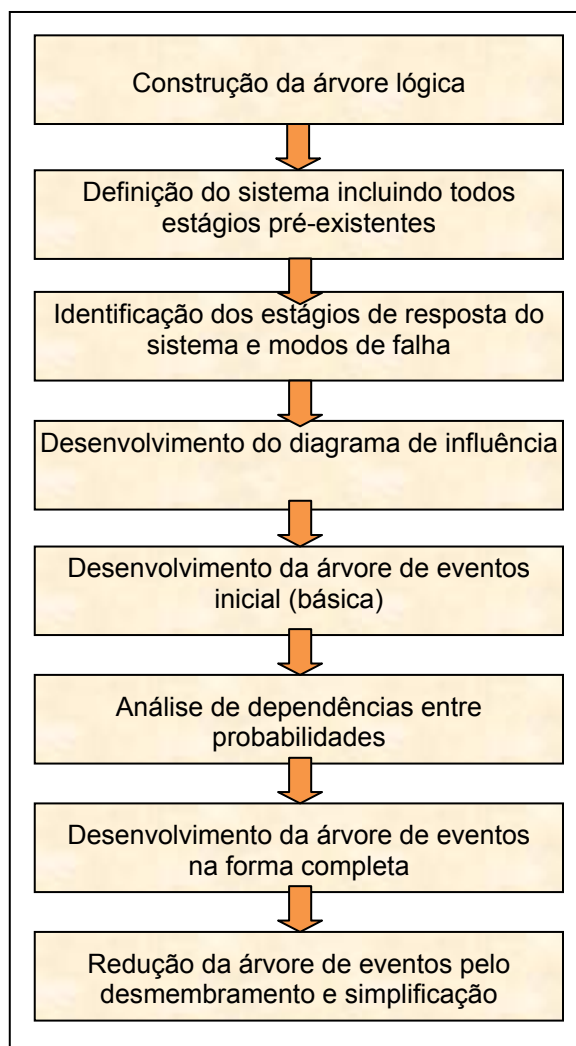 Construção da árvore lógica
Definição do sistema incluindo todos
estágios pré-existentes
Identificação dos estágios de resposta do
sistema e modos de falha
Desenvolvimento do diagrama de influência
Desenvolvimento da árvore de eventos
inicial (básica)
Análise de dependências entre
probabilidades
Desenvolvimento da árvore de eventos
na forma completa
Redução da árvore de eventos pelo
desmembramento e simplificação